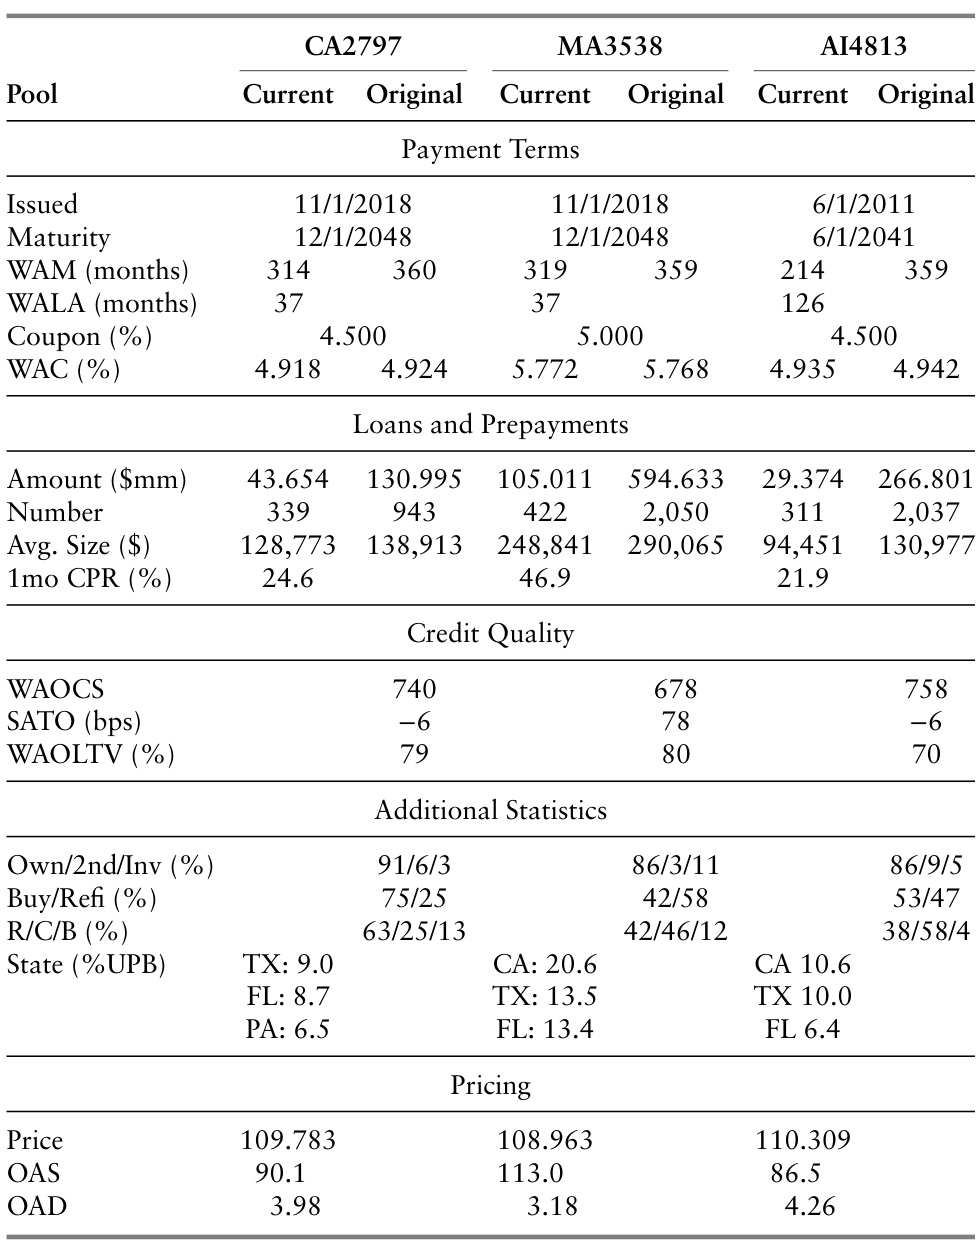 CA2797 MA3538 AI4813
Pool Current Original Current Original Current Original
Payment Terms
Issued 11/1/2018 11/1/2018 6/1/2011
Maturity 12/1/2048 12/1/2048 6/1/2041
WAM (months) 314 360 319 359 214 359
WALA (months) 37 37 126
Coupon (%) 4.500 5.000 4.500
WAC (%) 4.918 4.924 5.772 5.768 4.935 4.942
Loans and Prepayments
Amount ($mm) 43.654 130.995 105.011 594.633 29.374 266.801
Number 339 943 422 2,050 311 2,037
Avg. Size ($) 128,773 138,913 248,841 290,065 94,451 130,977
1mo CPR (%) 24.6 46.9 21.9
Credit Quality
WAOCS 740 678 758
SATO (bps) −6 78 −6
WAOLTV (%) 79 80 70
Additional Statistics
Own/2nd/Inv (%) 91/6/3 86/3/11 86/9/5
Buy/Refi (%) 75/25 42/58 53/47
R/C/B (%) 63/25/13 42/46/12 38/58/4
State (%UPB) TX: 9.0 CA: 20.6 CA 10.6
FL: 8.7 TX: 13.5 TX 10.0
PA: 6.5 FL: 13.4 FL 6.4
Pricing
Price 109.783 108.963 110.309
OAS 90.1 113.0 86.5
OAD 3.98 3.18 4.26